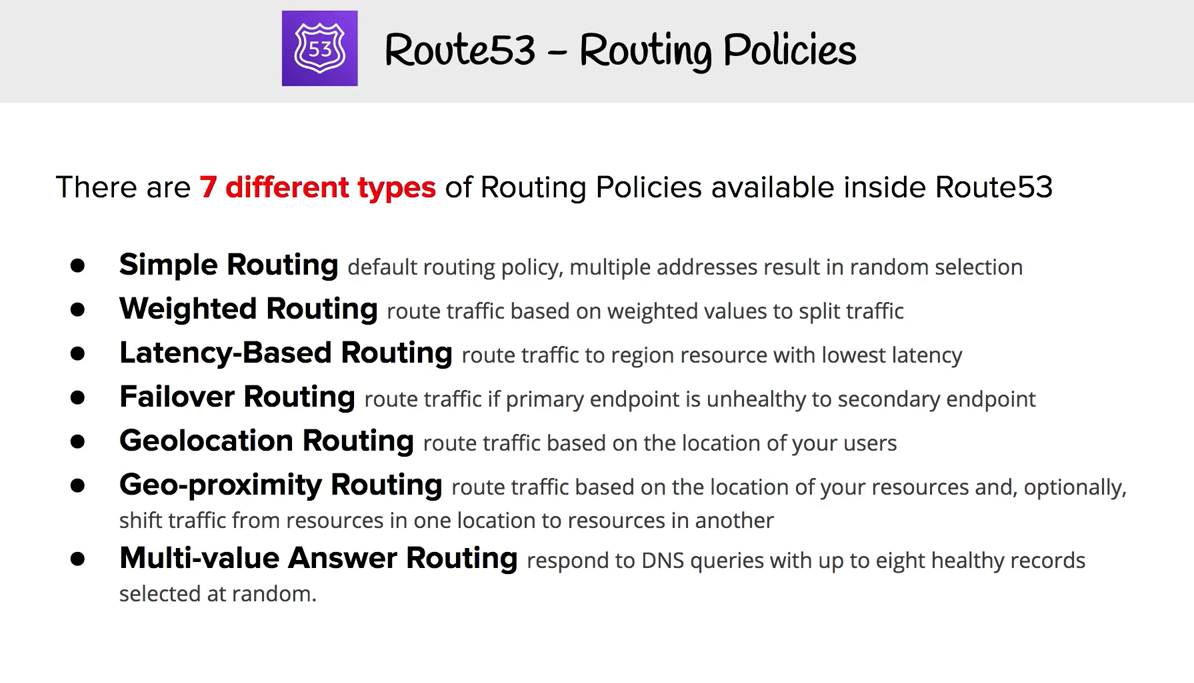 53
Route53 – Routing Policies
There are 7 different types of Routing Policies available inside Route53
● Simple Routing default routing policy, multiple addresses result in random selection
● Weighted Routing route traffic based on weighted values to split traffic
● Latency-Based Routing route traffic to region resource with lowest latency
● Failover Routing route traffic if primary endpoint is unhealthy to secondary endpoint
● Geolocation Routing route traffic based on the location of your users
● Geo-proximity Routing route traffic based on the location of your resources and, optionally,
shift traffic from resources in one location to resources in another
● Multi-value Answer Routing respond to DNS queries with up to eight healthy records
selected at random.